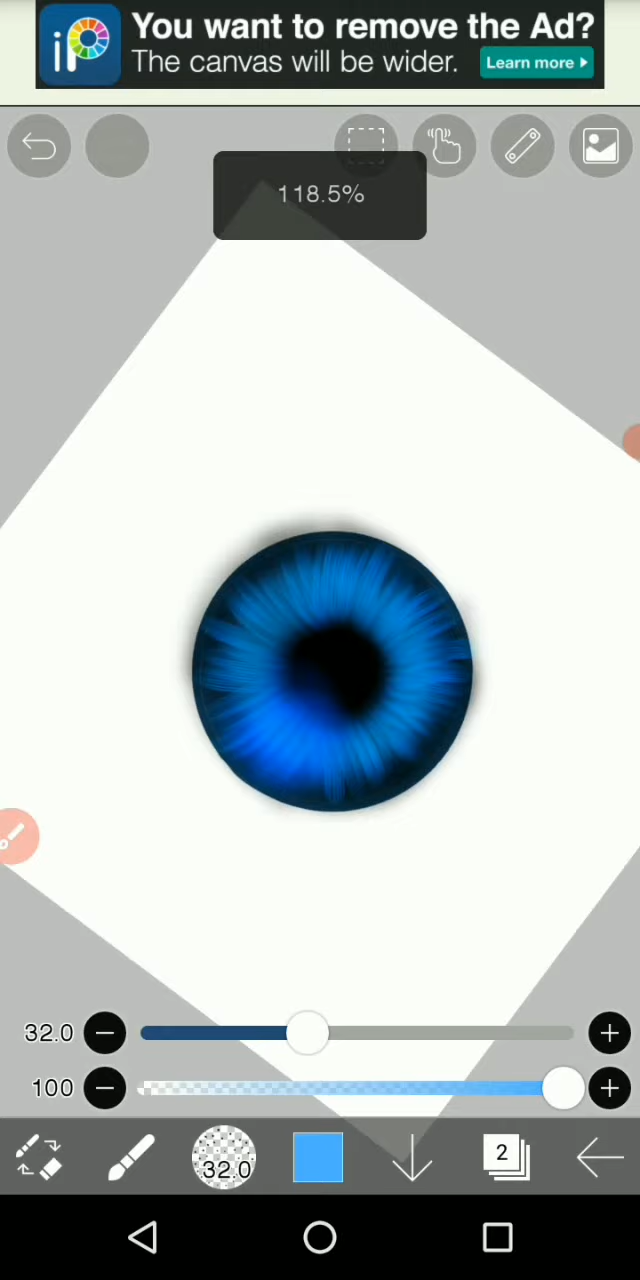 iP
You want to remove the Ad?
The canvas will be wider.
Learn more
118.5%
32.0
100
32.0
2